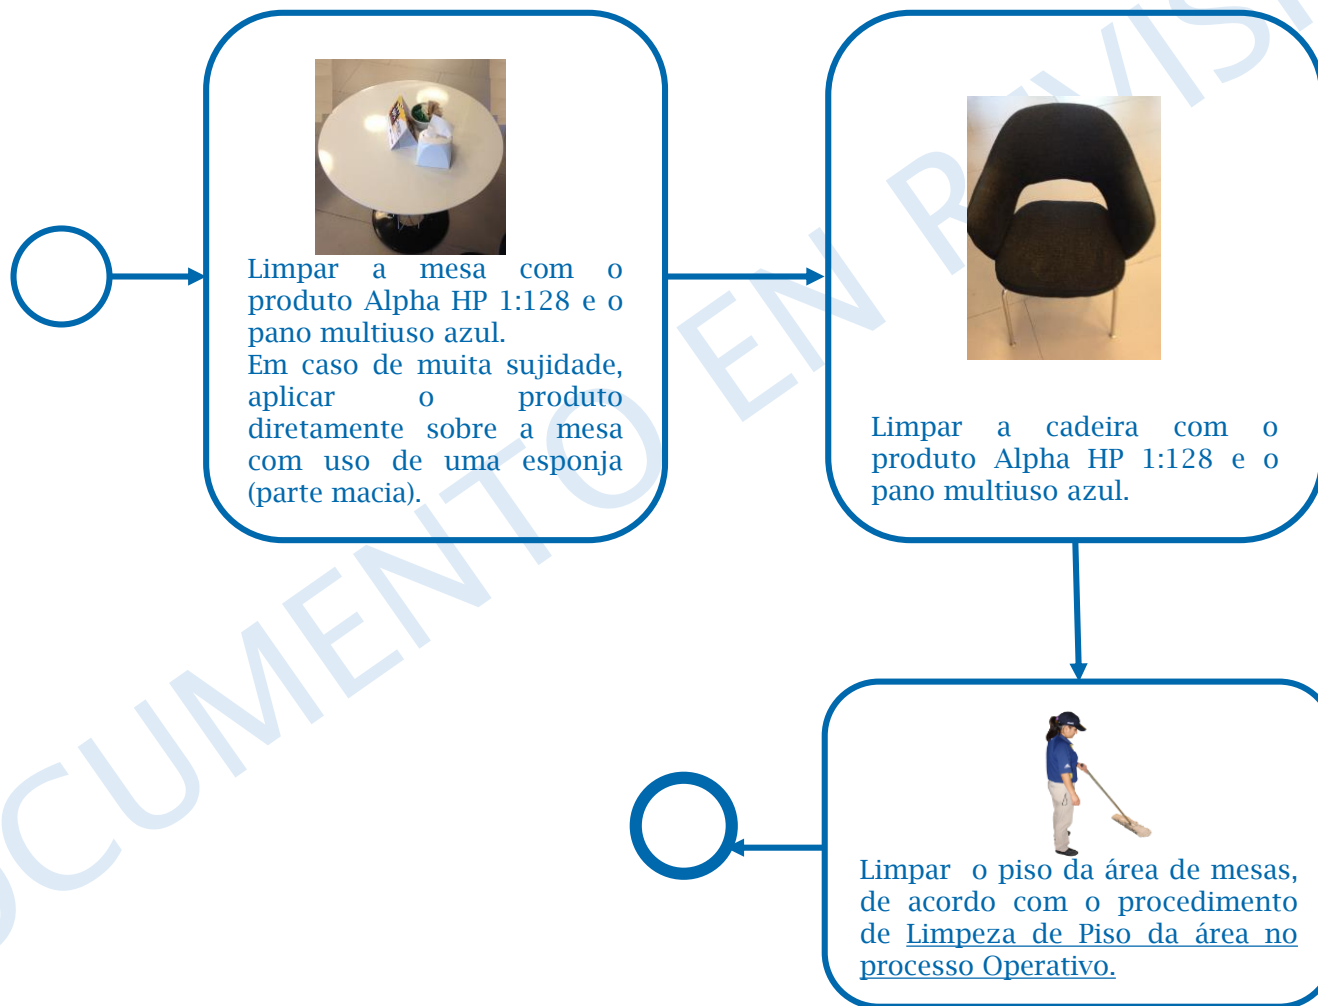 Limpar a mesa com o
produto Alpha HP 1:128 e o
pano multiuso azul.
Em caso de muita sujidade,
aplicar o produto
diretamente sobre a mesa
com uso de uma esponja
(parte macia).
Limpar a cadeira com o
produto Alpha HP 1:128 e o
pano multiuso azul.
Limpar o piso da área de mesas,
de acordo com o procedimento
de Limpeza de Piso da área no
processo Operativo.
OCUMENTO EN REVISI